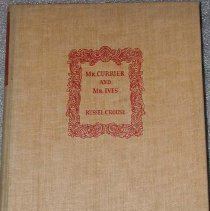 MR. CURRIER
AND
MR. IVES
RUSSEL CROUSE